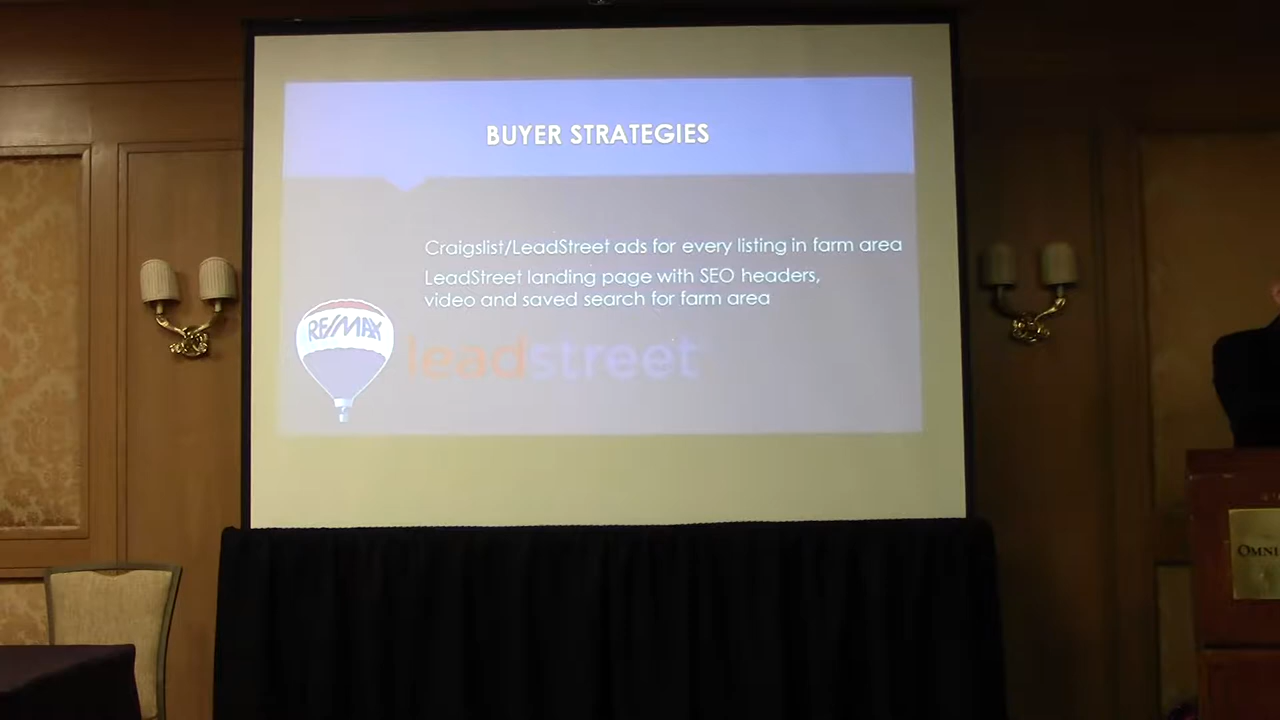 BUYER STRATEGIES
Craigslist/LeadStreet ads for every listing in farm area
LeadStreet landing page with SEO headers,
video and saved search for farm area
RE/MAX
leadstreet
OMNI